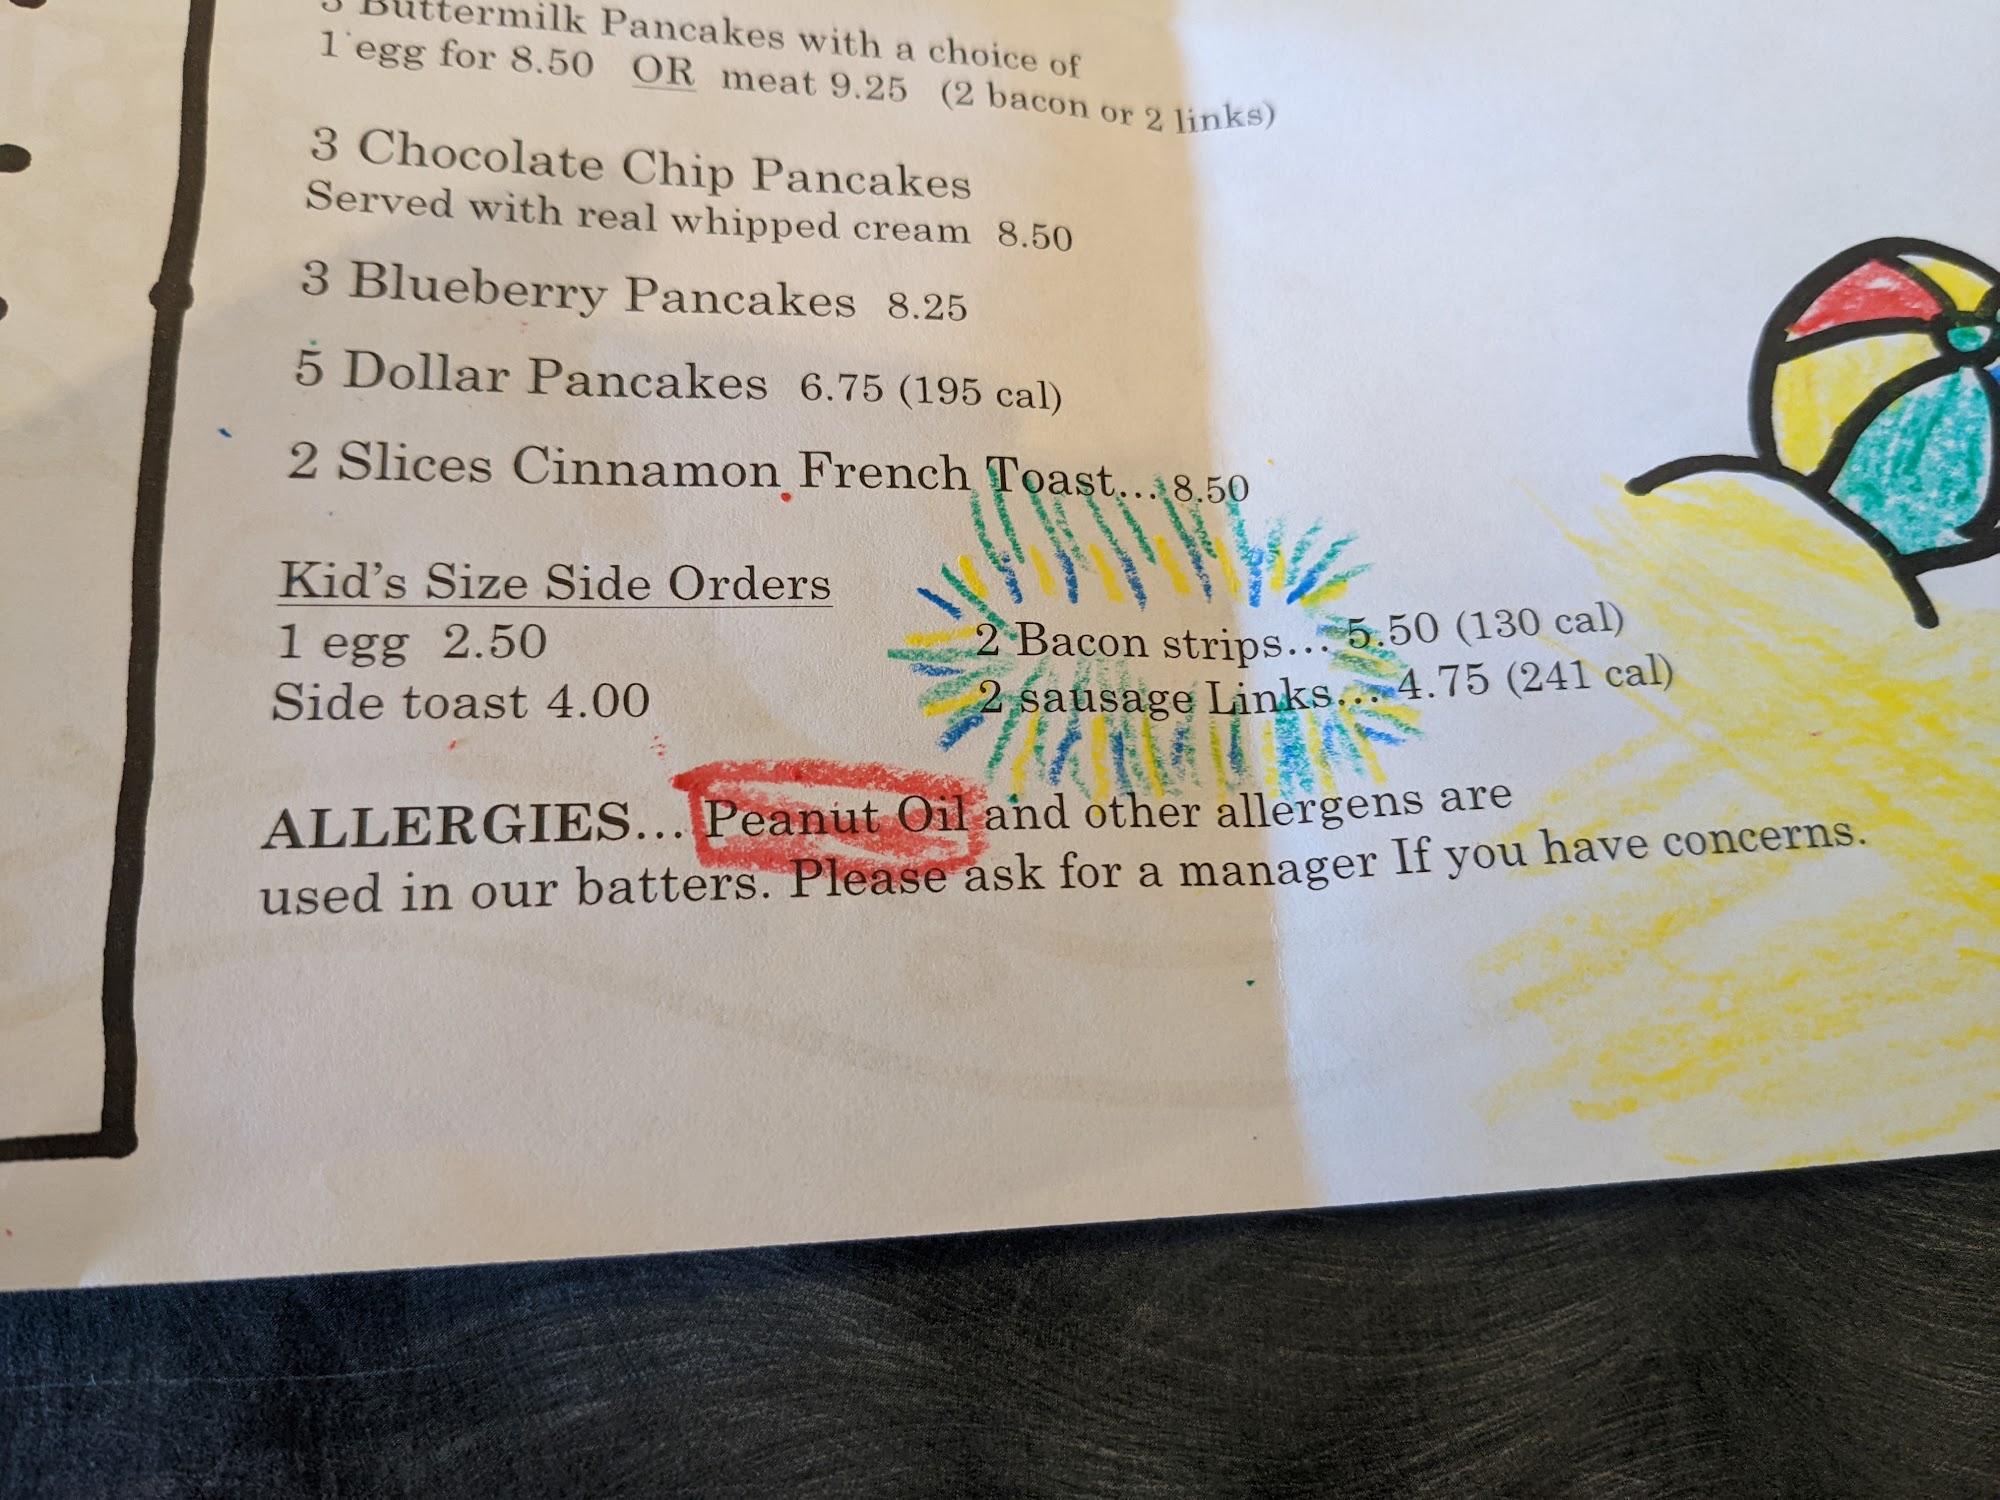 3 Buttermilk Pancakes with a choice of
1 egg for 8.50 OR meat 9.25 (2 bacon or 2 links)
3 Chocolate Chip Pancakes
Served with real whipped cream 8.50
3 Blueberry Pancakes 8.25
5 Dollar Pancakes 6.75 (195 cal)
2 Slices Cinnamon French Toast... 8.50
Kid's Size Side Orders
1 egg 2.50
Side toast 4.00
2 Bacon strips... 5.50 (130 cal)
2 sausage Links... 4.75 (241 cal)
ALLERGIES... Peanut Oil and other allergens are
used in our batters. Please ask for a manager If you have concerns.